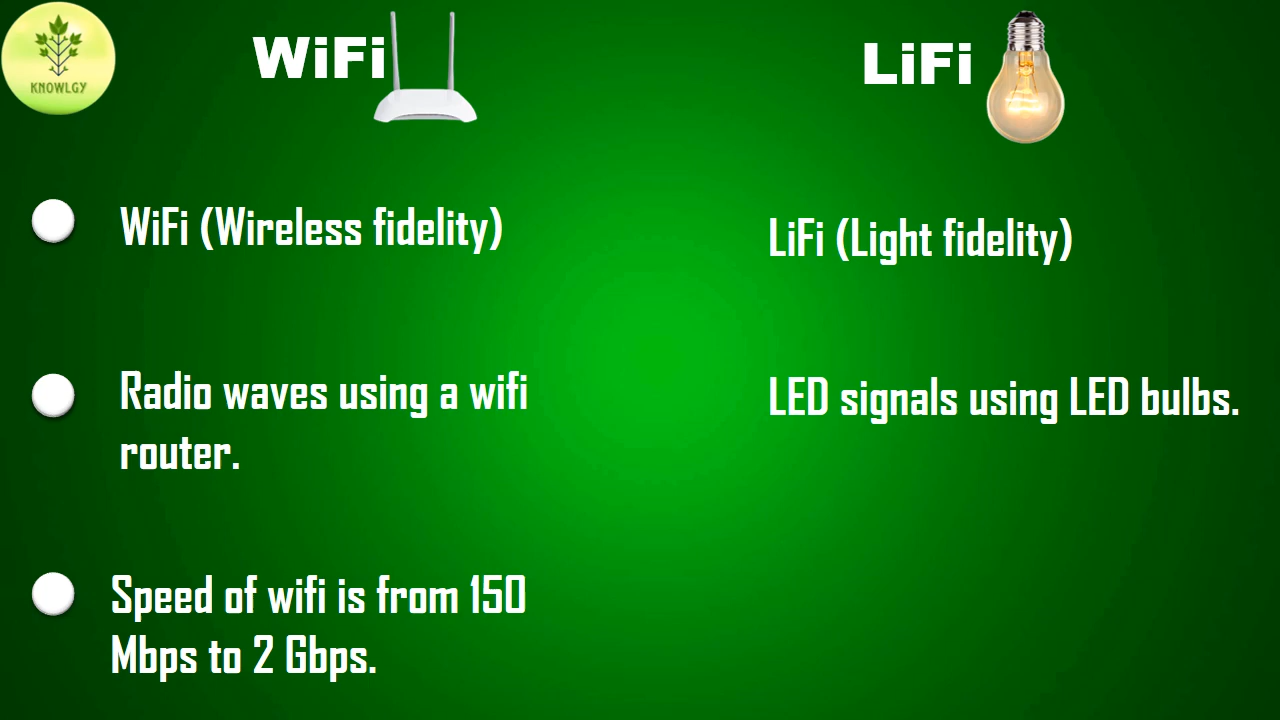 KNOWLGY
WiFi
LiFi
WiFi (Wireless fidelity)
LiFi (Light fidelity)
Radio waves using a wifi
router.
LED signals using LED bulbs.
Speed of wifi is from 150
Mbps to 2 Gbps.